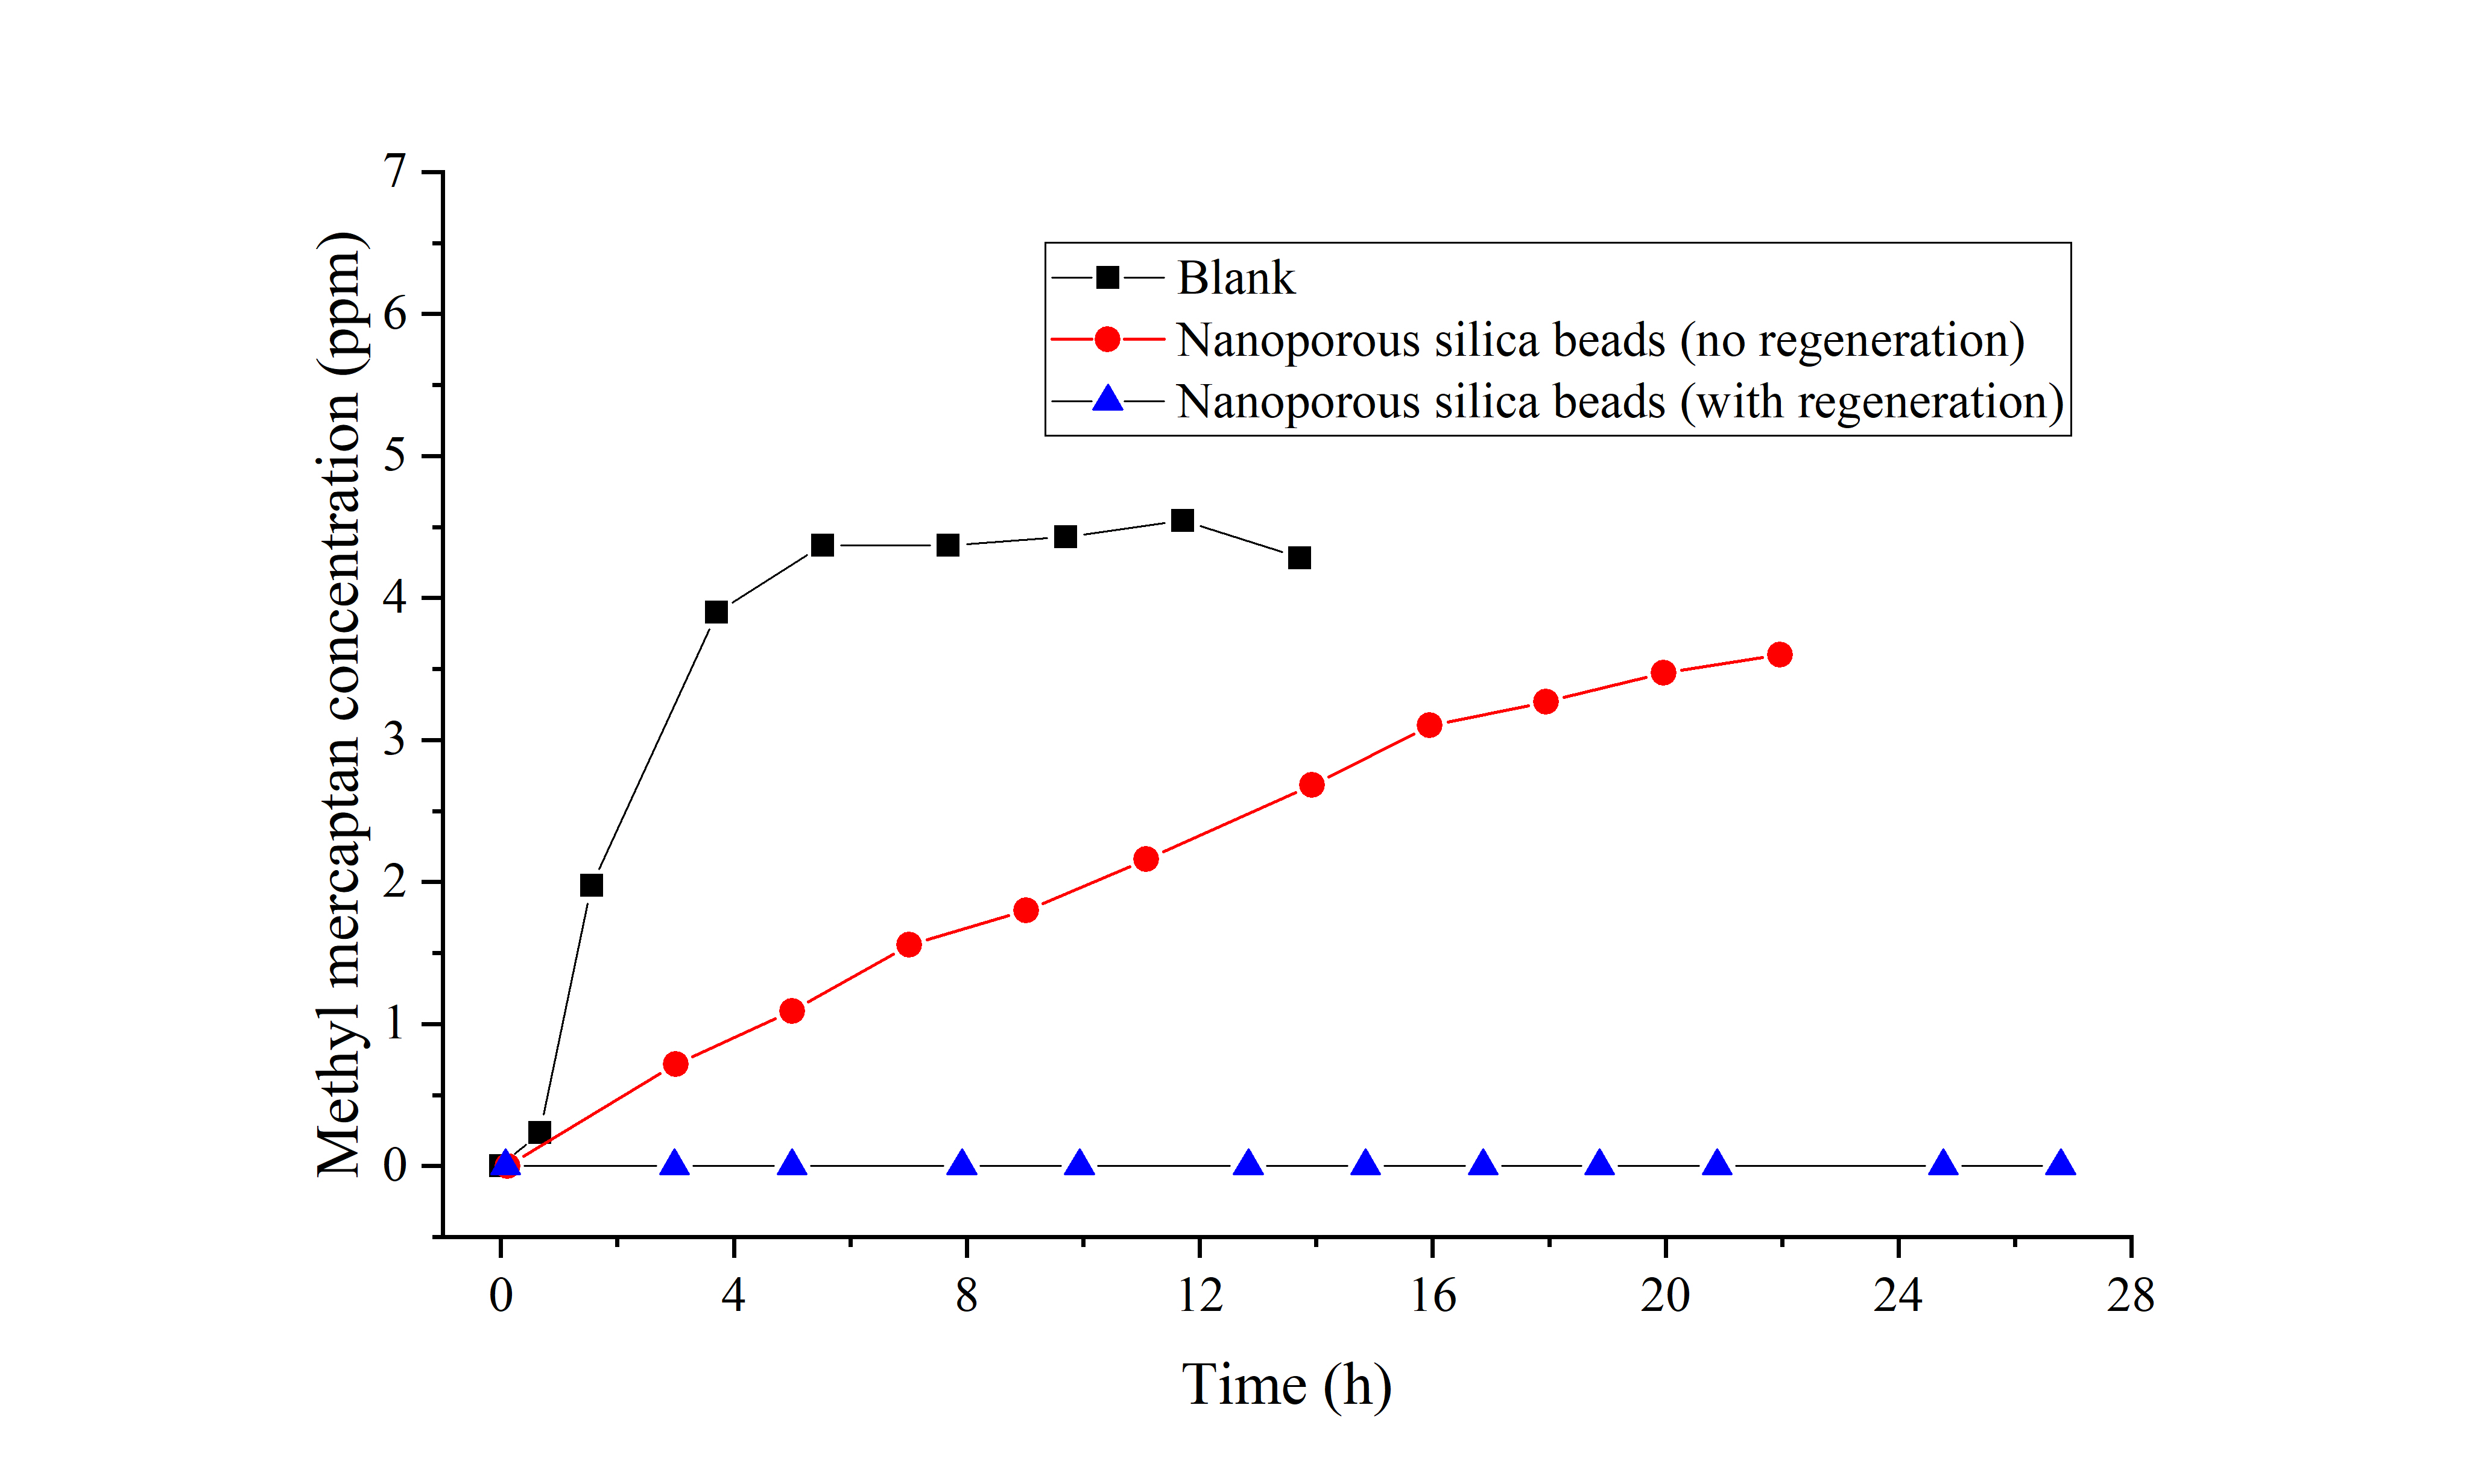 7
6
5
4
3
2
1
0
Methyl mercaptan concentration (ppm)
Blank
Nanoporous silica beads (no regeneration)
Nanoporous silica beads (with regeneration)
0 4 8 12 16 20 24 28
Time (h)